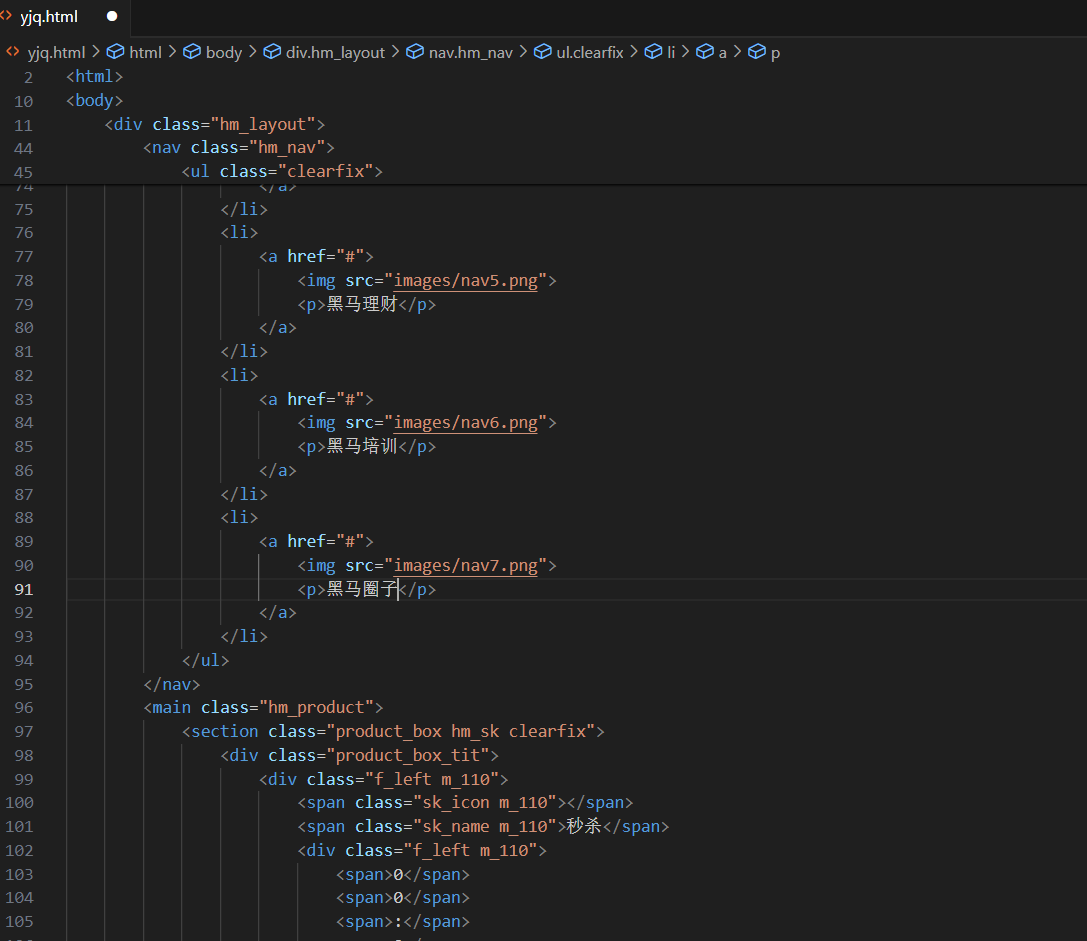 yjq.html
yjq.html > html > body > div.hm_layout > nav.hm_nav > ul.clearfix > li > a > p
2 <html>
10 <body>
11 <div class="hm_layout">
44 <nav class="hm_nav">
45 <ul class="clearfix">
74 </a>
75 </li>
76 <li>
77 <a href="#">
78 <img src="images/nav5.png">
79 <p>黑马理财</p>
80 </a>
81 </li>
82 <li>
83 <a href="#">
84 <img src="images/nav6.png">
85 <p>黑马培训</p>
86 </a>
87 </li>
88 <li>
89 <a href="#">
90 <img src="images/nav7.png">
91 <p>黑马圈子</p>
92 </a>
93 </li>
94 </ul>
95 </nav>
96 <main class="hm_product">
97 <section class="product_box hm_sk clearfix">
98 <div class="product_box_tit">
99 <div class="f_left m_110">
100 <span class="sk_icon m_110"></span>
101 <span class="sk_name m_110">秒杀</span>
102 <div class="f_left m_110">
103 <span>0</span>
104 <span>0</span>
105 <span>:</span>